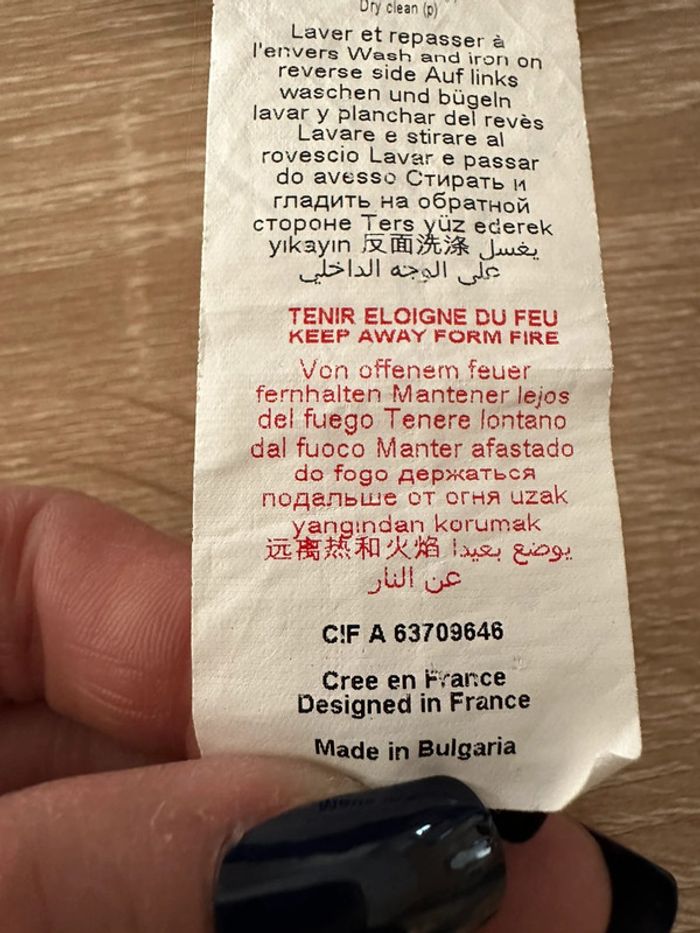 Dry clean (p)
Laver et repasser à
l'envers Wash and iron on
reverse side Auf links
waschen und bügeln
lavar y planchar del revès
Lavare e stirare al
rovescio Lavar e passar
do avesso Стирать и
гладить на обратной
стороне Ters yüz ederek
yıkayın 反面洗涤 يغسل
على الوجه الداخلي
TENIR ELOIGNE DU FEU
KEEP AWAY FORM FIRE
Von offenem feuer
fernhalten Mantener lejos
del fuego Tenere lontano
dal fuoco Manter afastado
do fogo держаться
подальше от огня uzak
yangından korumak
远离热和火焰 يوضع بعيدا
عن النار
CIF A 63709646
Cree en France
Designed in France
Made in Bulgaria